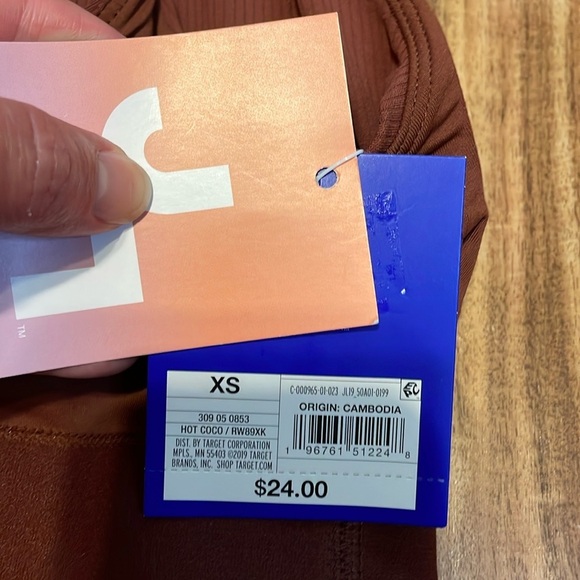 TM
XS
309 05 0853
HOT COCO / RW89XK
DIST. BY TARGET CORPORATION
MPLS., MN 55403 ©2019 TARGET
BRANDS, INC. SHOP TARGET.COM
C-000965-01-023 JL19_50A01-0199
ORIGIN: CAMBODIA
1 96761 51224 8
$24.00